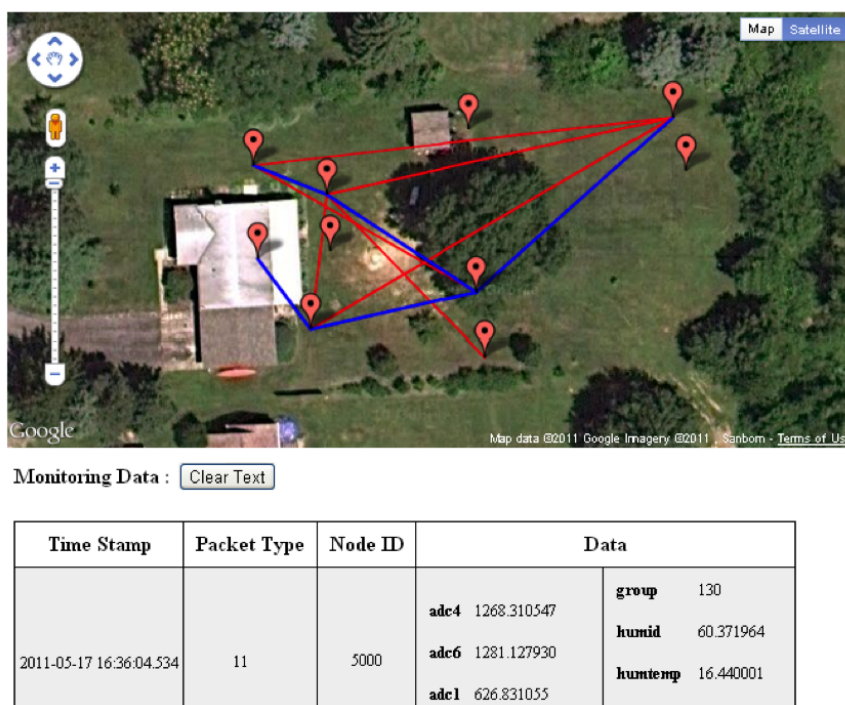 Map Satellite
Google
Map data ©2011 Google Imagery ©2011 , Sanborn - Terms of Us
Monitoring Data : Clear Text
Time Stamp Packet Type Node ID Data
2011-05-17 16:36:04.534 11 5000
adc4 1268.310547
adc6 1281.127930
adc1 626.831055
group 130
humid 60.371964
humtemp 16.440001